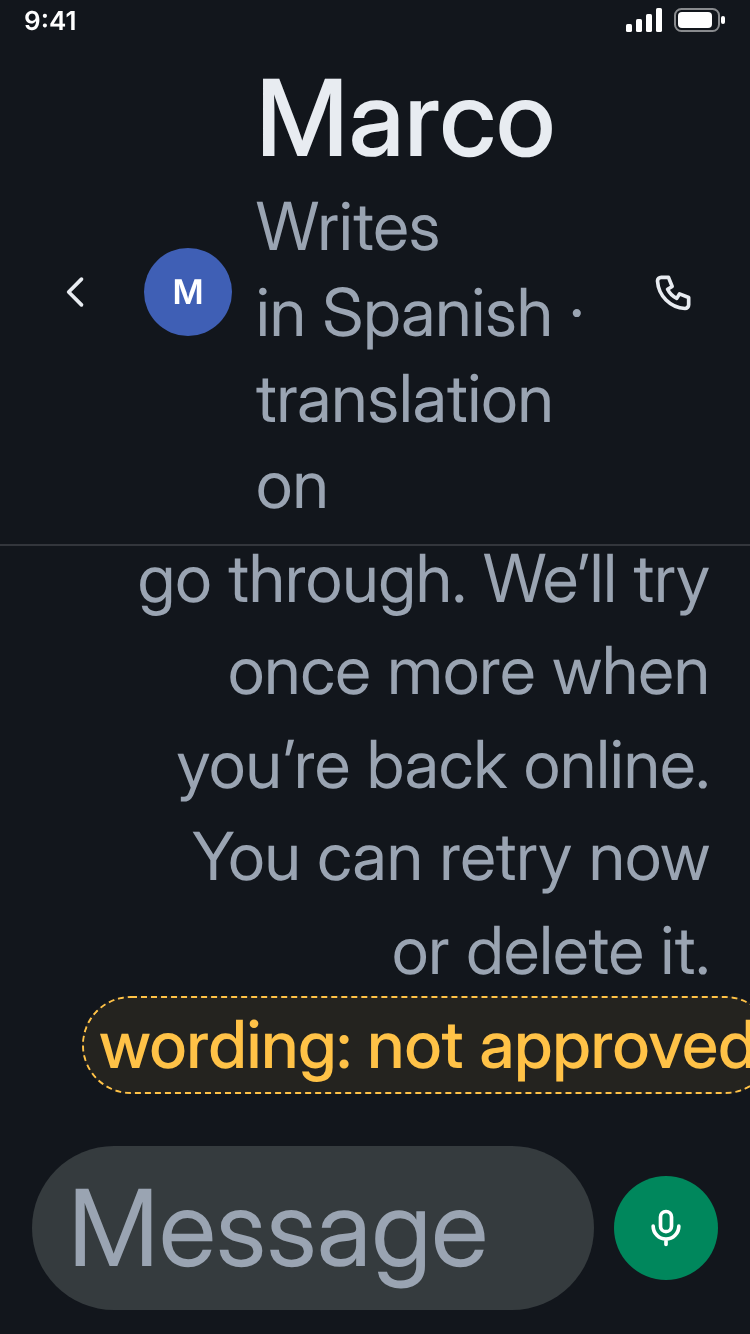 9:41
Marco
Writes
in Spanish ·
translation
on
M
go through. We’ll try
once more when
you’re back online.
You can retry now
or delete it.
wording: not approved
Message